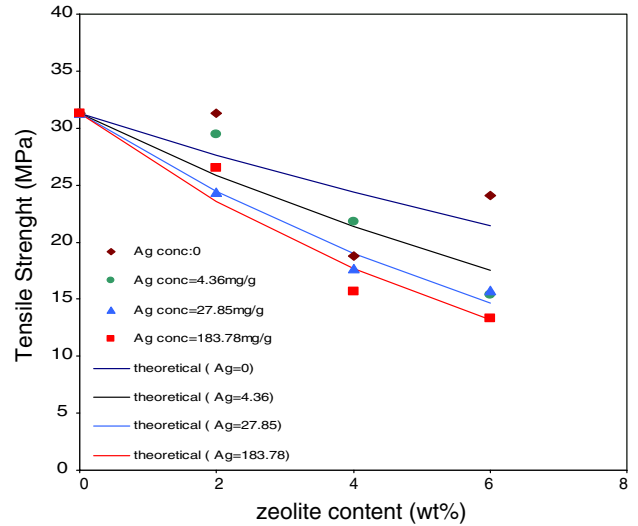 40
35
30
25
20
15
10
5
0
Tensile Strenght (MPa)
Ag conc:0
Ag conc=4.36mg/g
Ag conc=27.85mg/g
Ag conc=183.78mg/g
theoretical ( Ag=0)
theoretical ( Ag=4.36)
theoretical ( Ag=27.85)
theoretical ( Ag=183.78)
0 2 4 6 8
zeolite content (wt%)